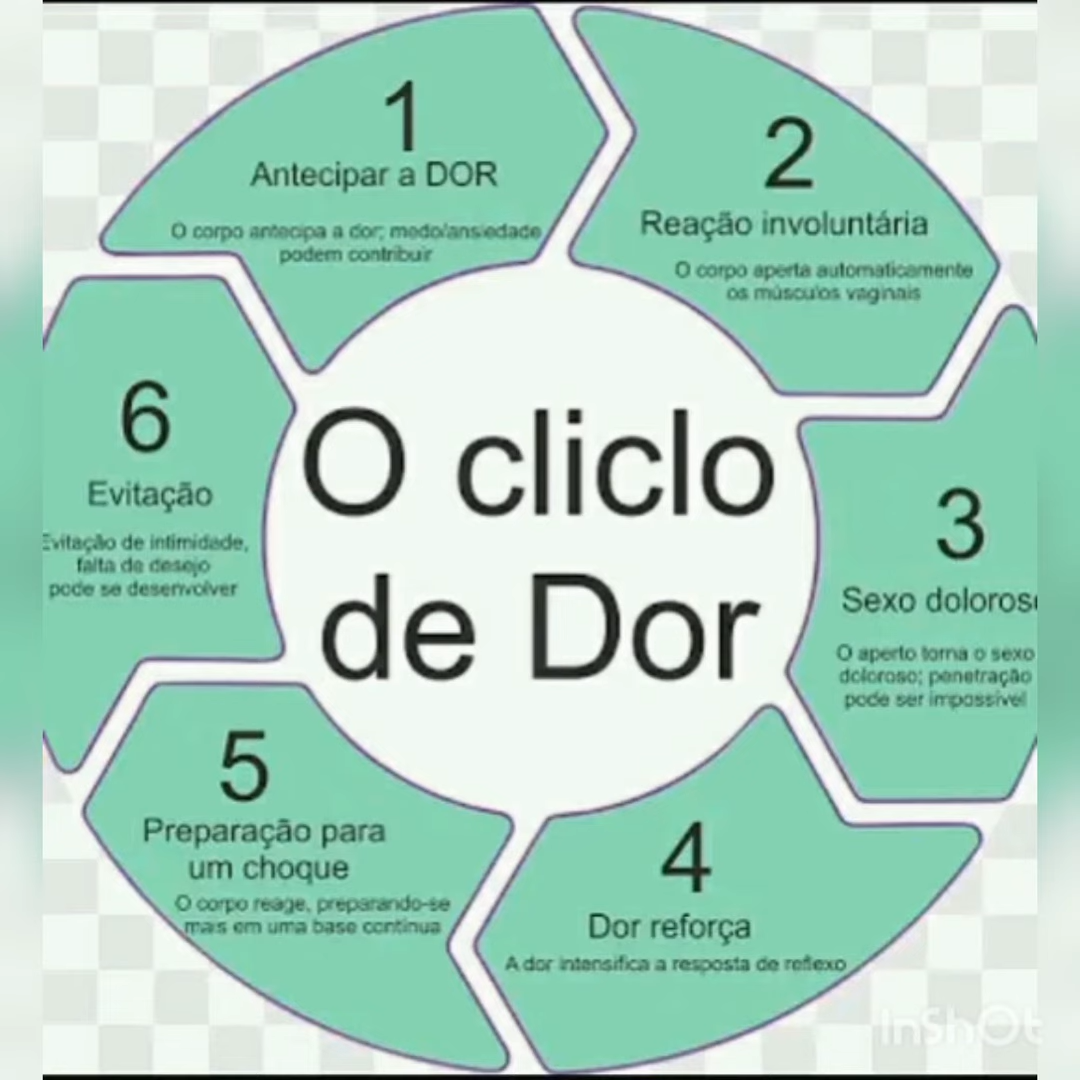 O cliclo
de Dor
1
Antecipar a DOR
O corpo antecipa a dor; medo/ansiedade
podem contribuir
2
Reação involuntária
O corpo aperta automaticamente
os músculos vaginais
3
Sexo doloros
O aperto torna o sexo
doloroso; penetração
pode ser impossível
4
Dor reforça
A dor intensifica a resposta de reflexo
5
Preparação para
um choque
O corpo reage, preparando-se
mais em uma base contínua
6
Evitação
Evitação de intimidade,
falta de desejo
pode se desenvolver
InShOt